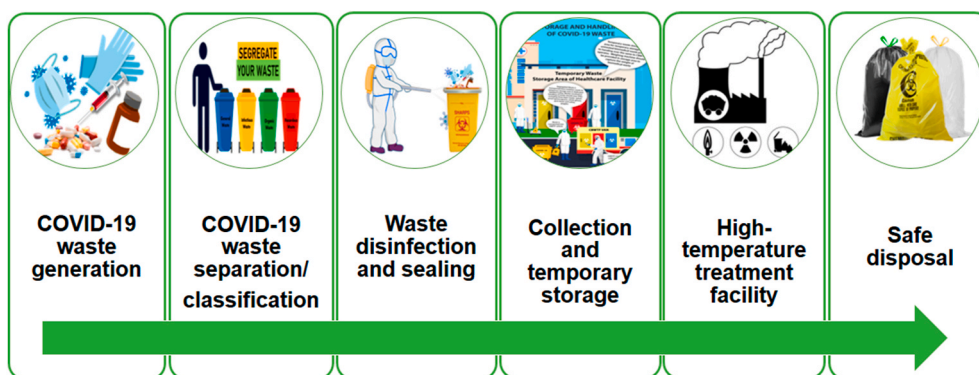 SEGREGATE
YOUR WASTE
STORAGE AND HANDLING
OF COVID-19 WASTE
Temporary Waste
Storage Area of Healthcare Facility
SHARPS
COVID-19
waste
generation
COVID-19
waste
separation/
classification
Waste
disinfection
and sealing
Collection
and
temporary
storage
High-
temperature
treatment
facility
Safe
disposal